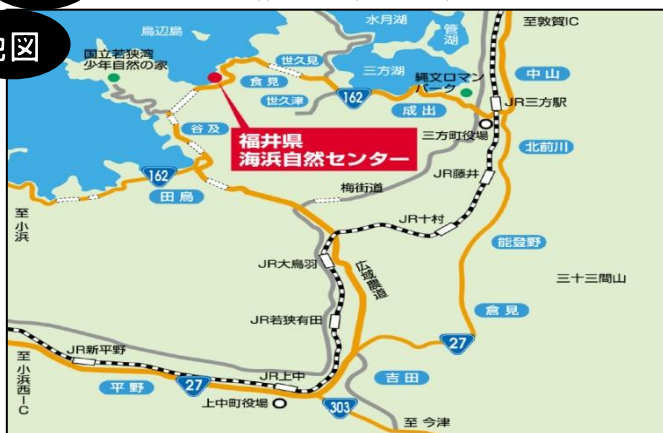 地図
烏辺島
水月湖
菅湖
至敦賀IC
国立若狭湾
少年自然の家
世久見
食見
三方湖
縄文ロマン
パーク
中山
世久津
162
成出
JR三方駅
谷及
三方町役場
福井県
海浜自然センター
北前川
162
JR藤井
田烏
梅街道
至小浜
JR十村
能登野
JR大鳥羽
広域農道
三十三間山
倉見
JR若狭有田
27
JR新平野
至小浜西IC
JR上中
吉田
平野
27
上中町役場
303
至 今津